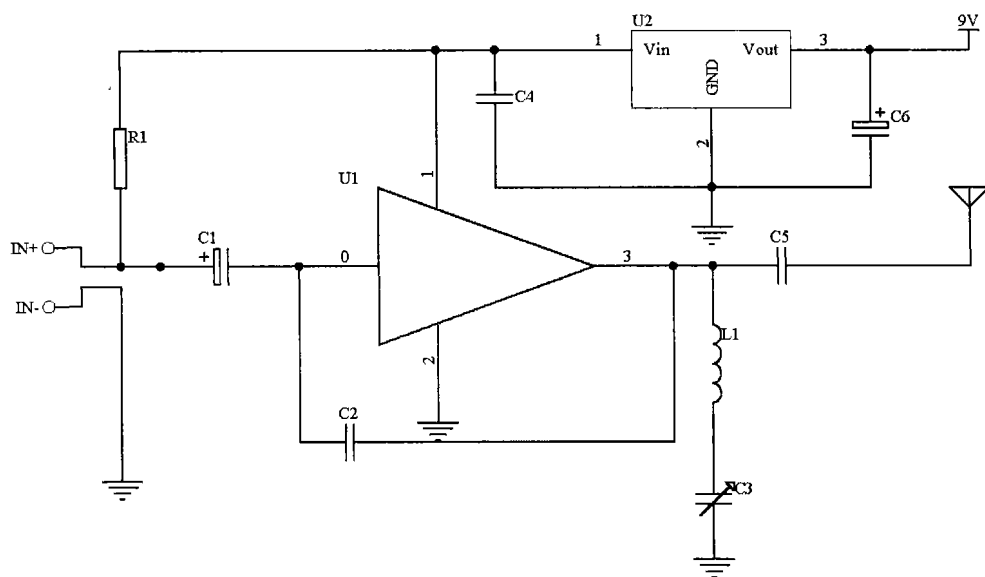 U2
9V
1
Vin
Vout
3
GND
2
C4
C6
R1
1
U1
IN+
C1
+
0
3
C5
IN-
2
L1
C2
C3
+